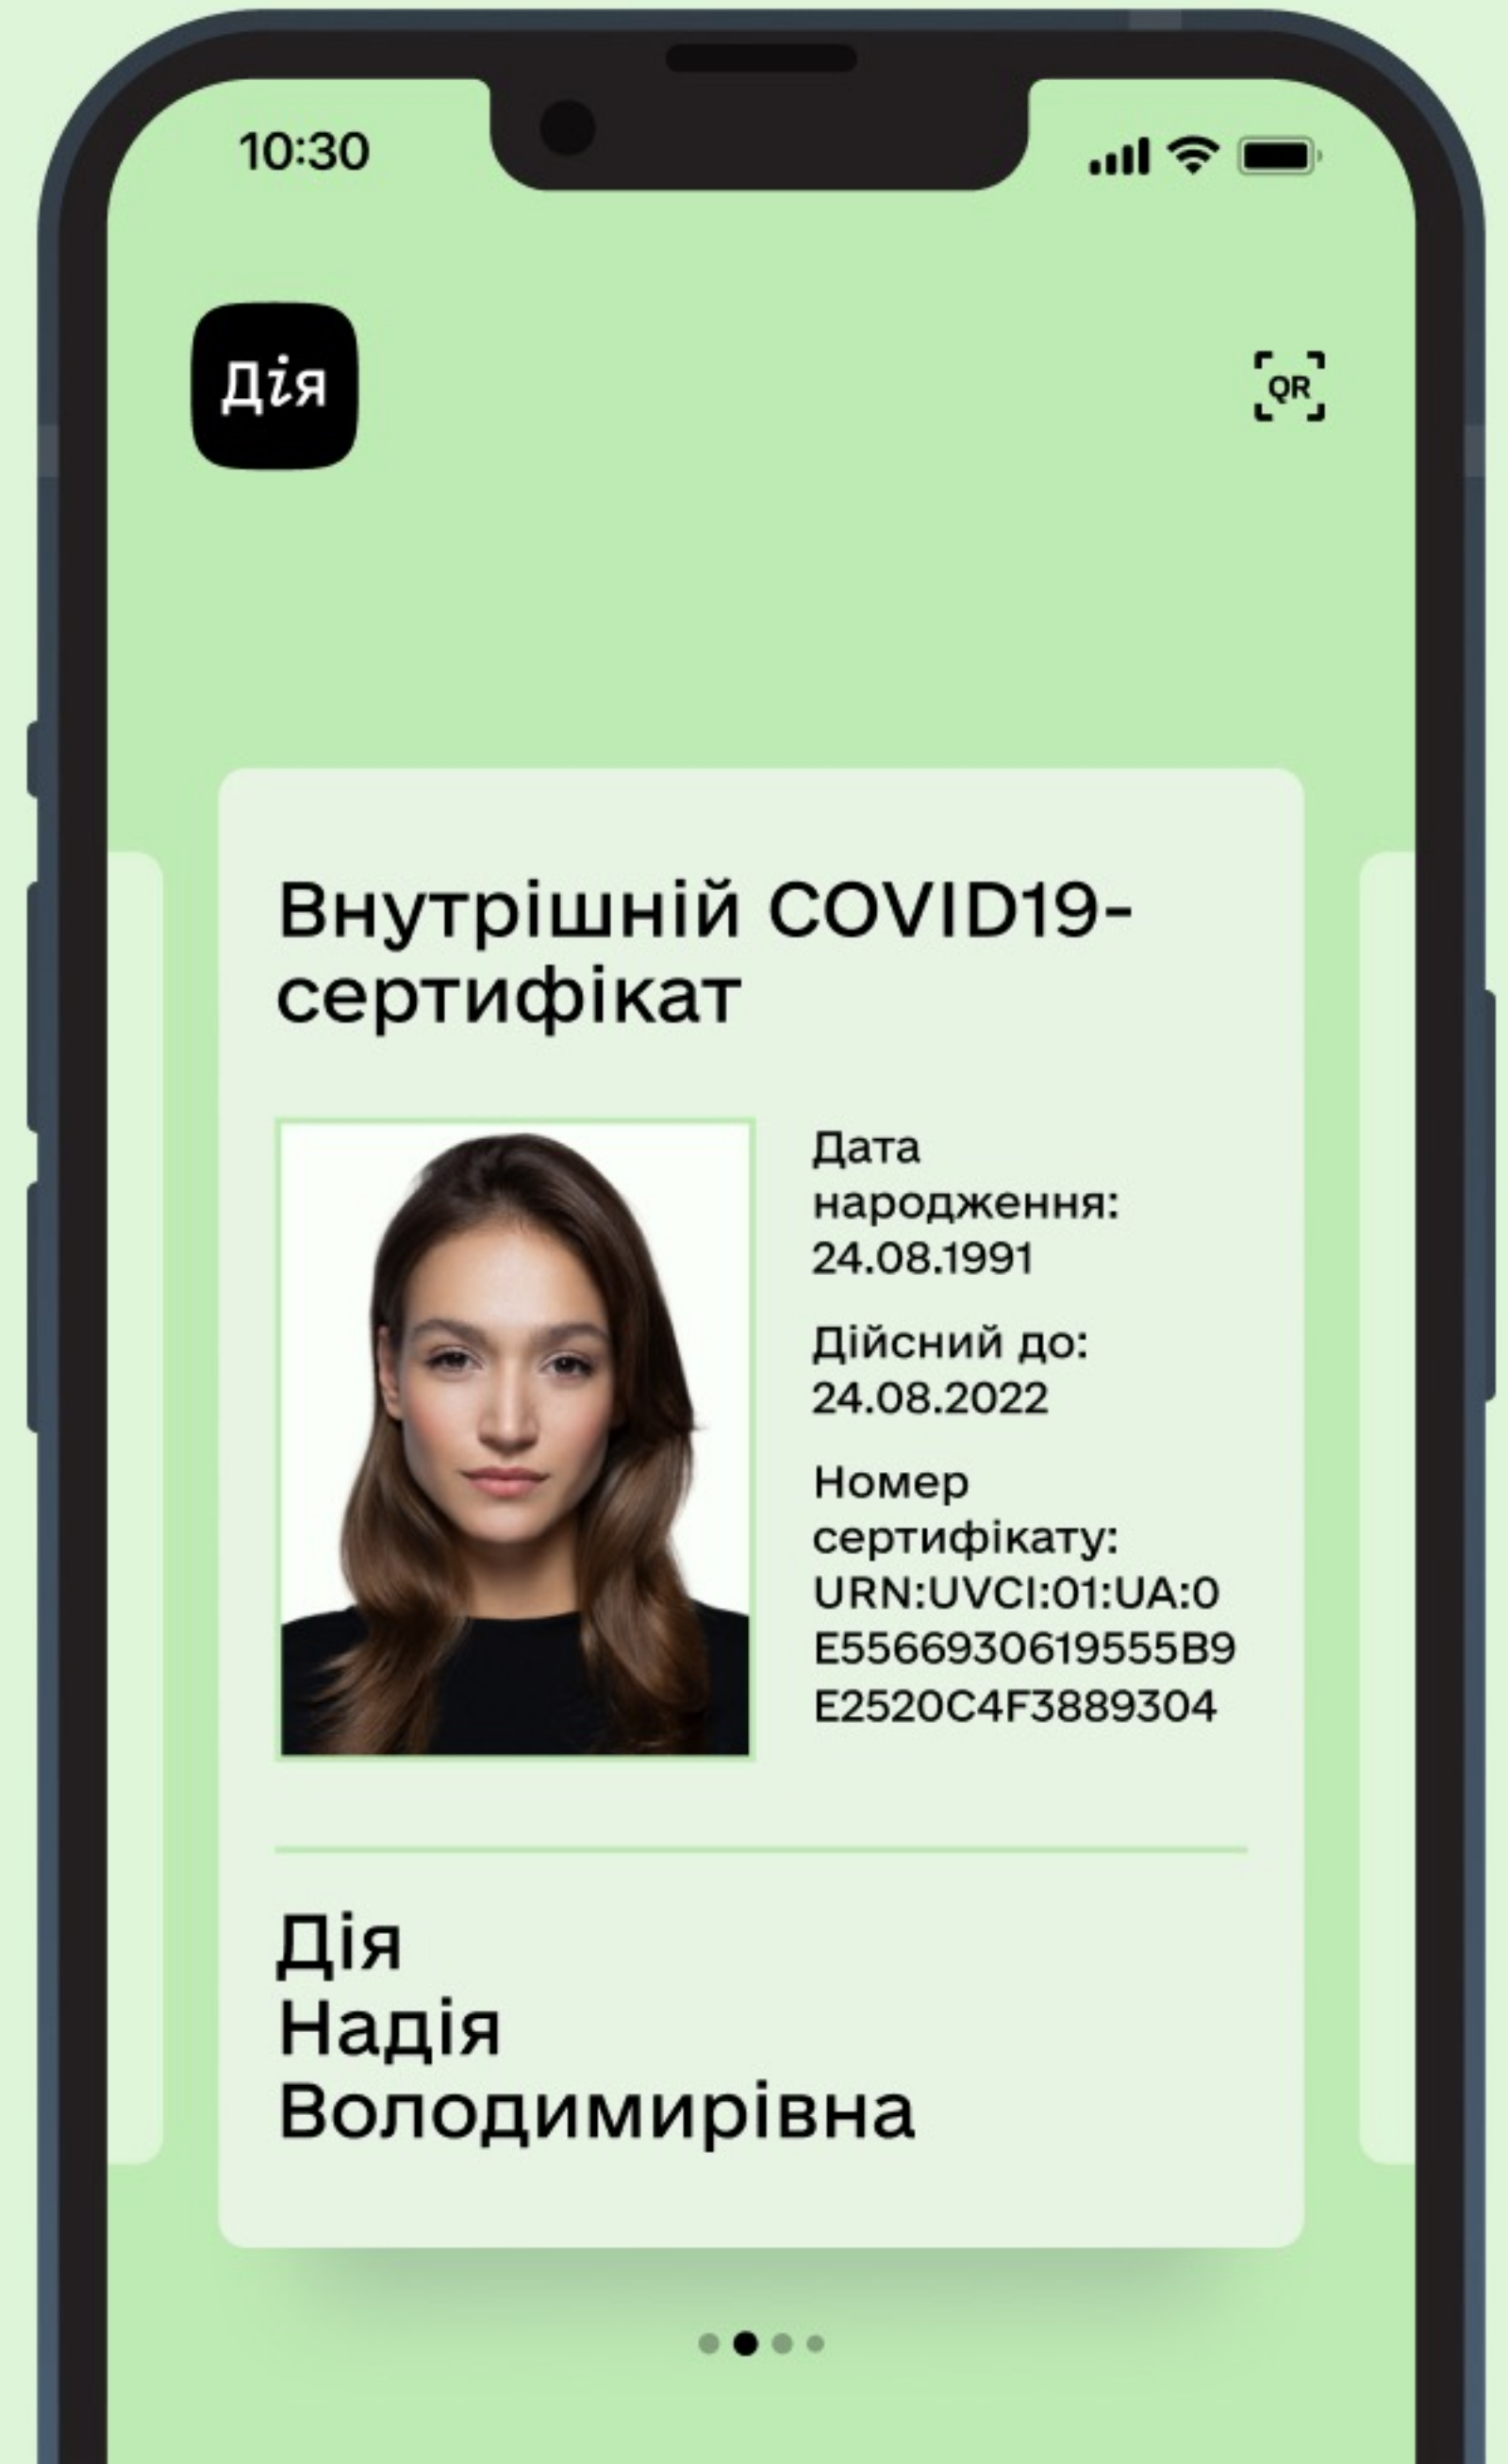 10:30
Дія
QR
Внутрішній COVID19-
сертифікат
Дата
народження:
24.08.1991
Дійсний до:
24.08.2022
Номер
сертифікату:
URN:UVCI:01:UA:0
E5566930619555B9
E2520C4F3889304
Дія
Надія
Володимирівна